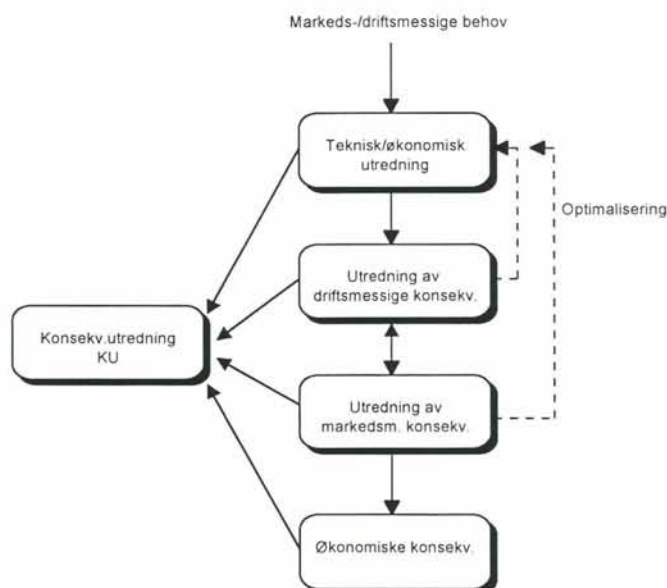 Markeds-/driftsmessige behov
Teknisk/økonomisk
utredning
Optimalisering
Utredning av
driftsmessige konsekv.
Konsekv.utredning
KU
Utredning av
markedsm. konsekv.
Økonomiske konsekv.